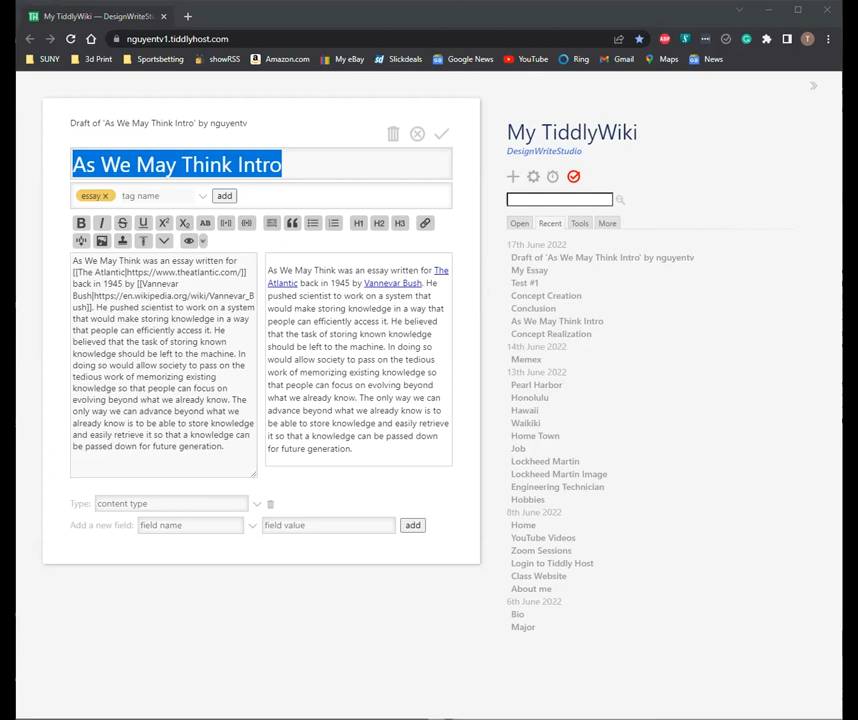 My TiddlyWiki — DesignWriteStu
nguyentv1.tiddlyhost.com
SUNY 3d Print Sportsbetting showRSS Amazon.com My eBay Slickdeals Google News YouTube Ring Gmail Maps News
Draft of 'As We May Think Intro' by nguyentv
As We May Think Intro
essay × tag name add
B I S U X² X₂ AB H1 H2 H3
As We May Think was an essay written for
[[The Atlantic|https://www.theatlantic.com/]]
back in 1945 by [[Vannevar
Bush|https://en.wikipedia.org/wiki/Vannevar_B
ush]]. He pushed scientist to work on a system
that would make storing knowledge in a way
that people can efficiently access it. He
believed that the task of storing known
knowledge should be left to the machine. In
doing so would allow society to pass on the
tedious work of memorizing existing
knowledge so that people can focus on
evolving beyond what we already know. The
only way we can advance beyond what we
already know is to be able to store knowledge
and easily retrieve it so that a knowledge can
be passed down for future generation.
As We May Think was an essay written for The
Atlantic back in 1945 by Vannevar Bush. He
pushed scientist to work on a system that
would make storing knowledge in a way that
people can efficiently access it. He believed
that the task of storing known knowledge
should be left to the machine. In doing so
would allow society to pass on the tedious
work of memorizing existing knowledge so
that people can focus on evolving beyond
what we already know. The only way we can
advance beyond what we already know is to
be able to store knowledge and easily retrieve
it so that a knowledge can be passed down
for future generation.
Type: content type
Add a new field: field name field value add
My TiddlyWiki
DesignWriteStudio
Open Recent Tools More
17th June 2022
Draft of 'As We May Think Intro' by nguyentv
My Essay
Test #1
Concept Creation
Conclusion
As We May Think Intro
Concept Realization
14th June 2022
Memex
13th June 2022
Pearl Harbor
Honolulu
Hawaii
Waikiki
Home Town
Job
Lockheed Martin
Lockheed Martin Image
Engineering Technician
Hobbies
8th June 2022
Home
YouTube Videos
Zoom Sessions
Login to Tiddly Host
Class Website
About me
6th June 2022
Bio
Major